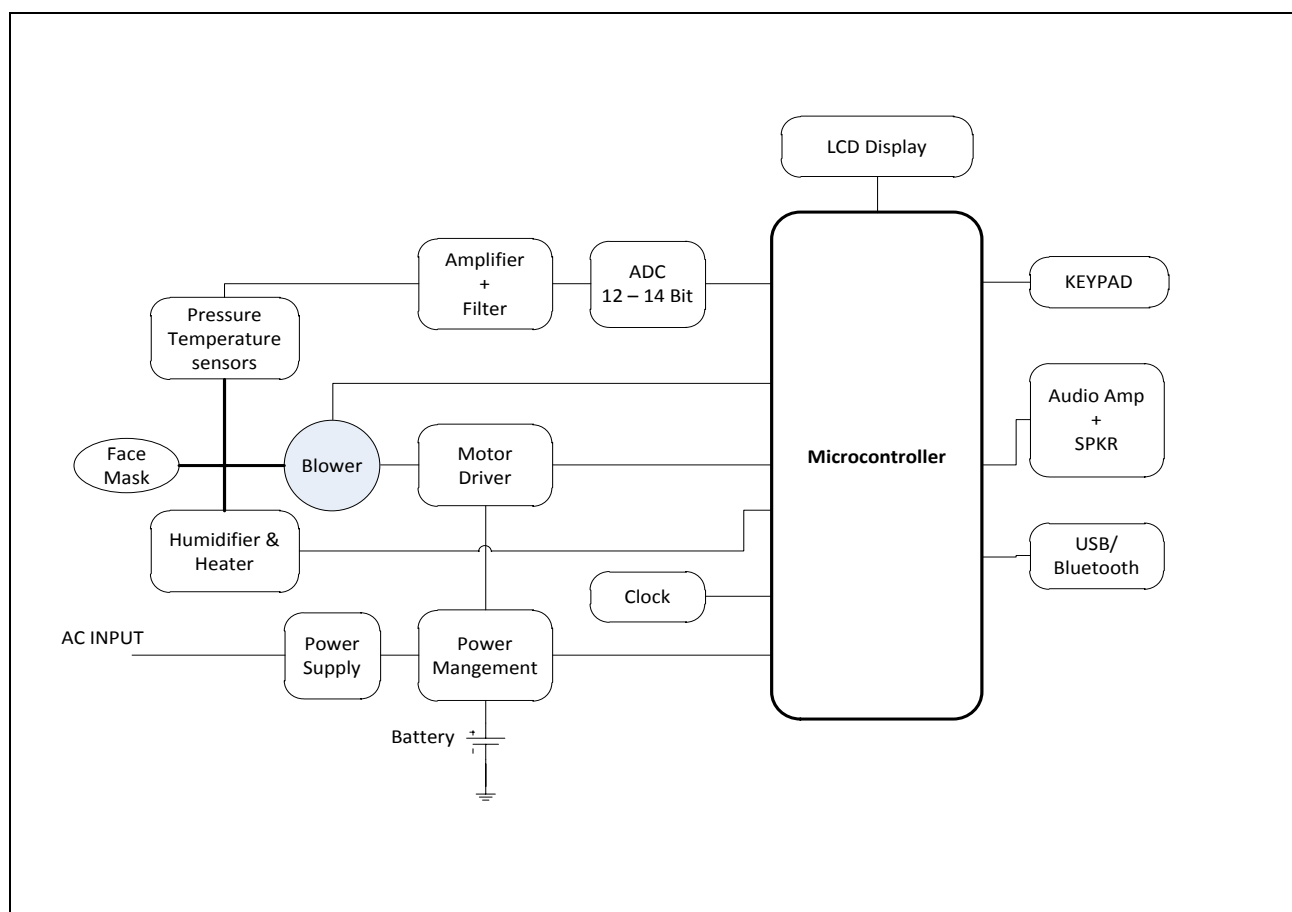 LCD Display
Amplifier
+
Filter
ADC
12 – 14 Bit
KEYPAD
Pressure
Temperature
sensors
Audio Amp
+
SPKR
Face
Mask
Blower
Motor
Driver
Microcontroller
Humidifier &
Heater
USB/
Bluetooth
Clock
AC INPUT
Power
Supply
Power
Mangement
Battery
+
-